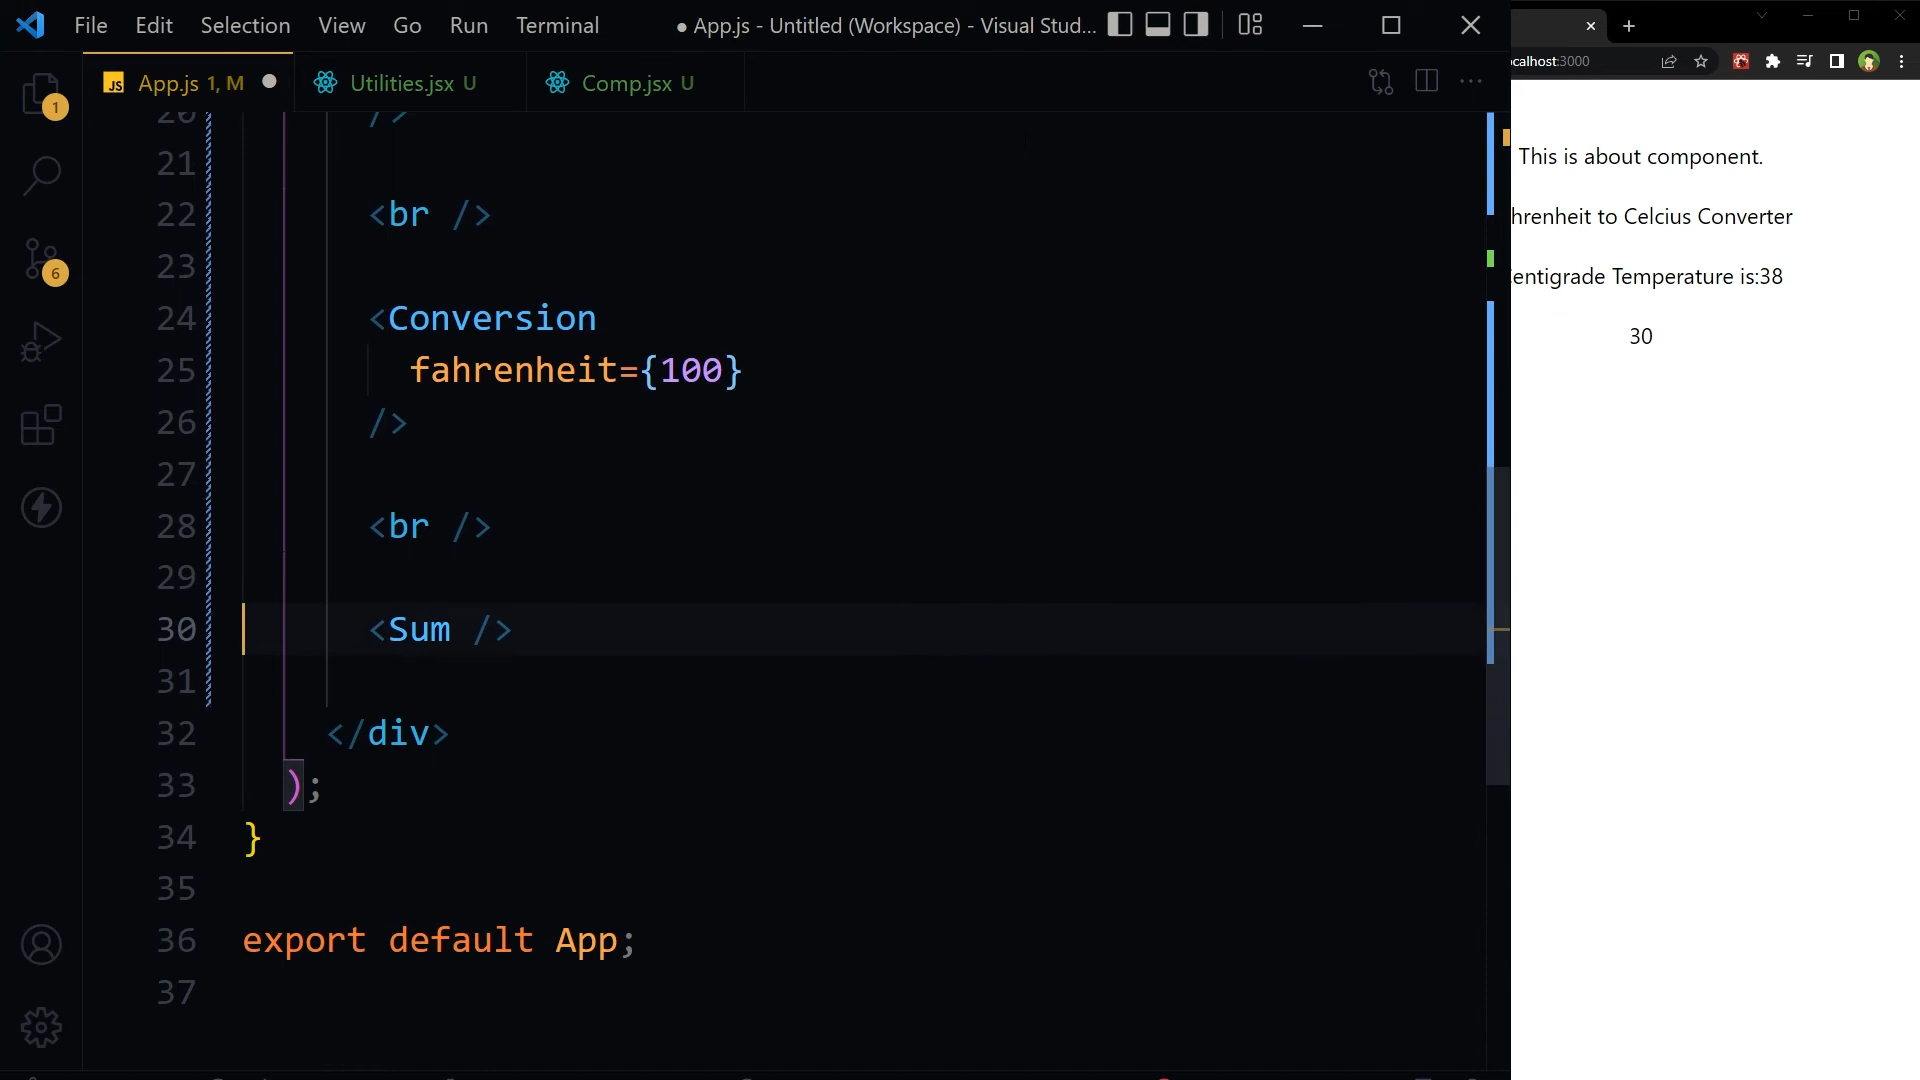 File Edit Selection View Go Run Terminal ● App.js - Untitled (Workspace) - Visual Stud...
JS App.js 1, M ● Utilities.jsx U Comp.jsx U ...
1
6
20 />
21
22 <br />
23
24 <Conversion
25 fahrenheit={100}
26 />
27
28 <br />
29
30 <Sum />
31
32 </div>
33 );
34 }
35
36 export default App;
37
ocalhost:3000
This is about component.
hrenheit to Celcius Converter
entigrade Temperature is:38
30